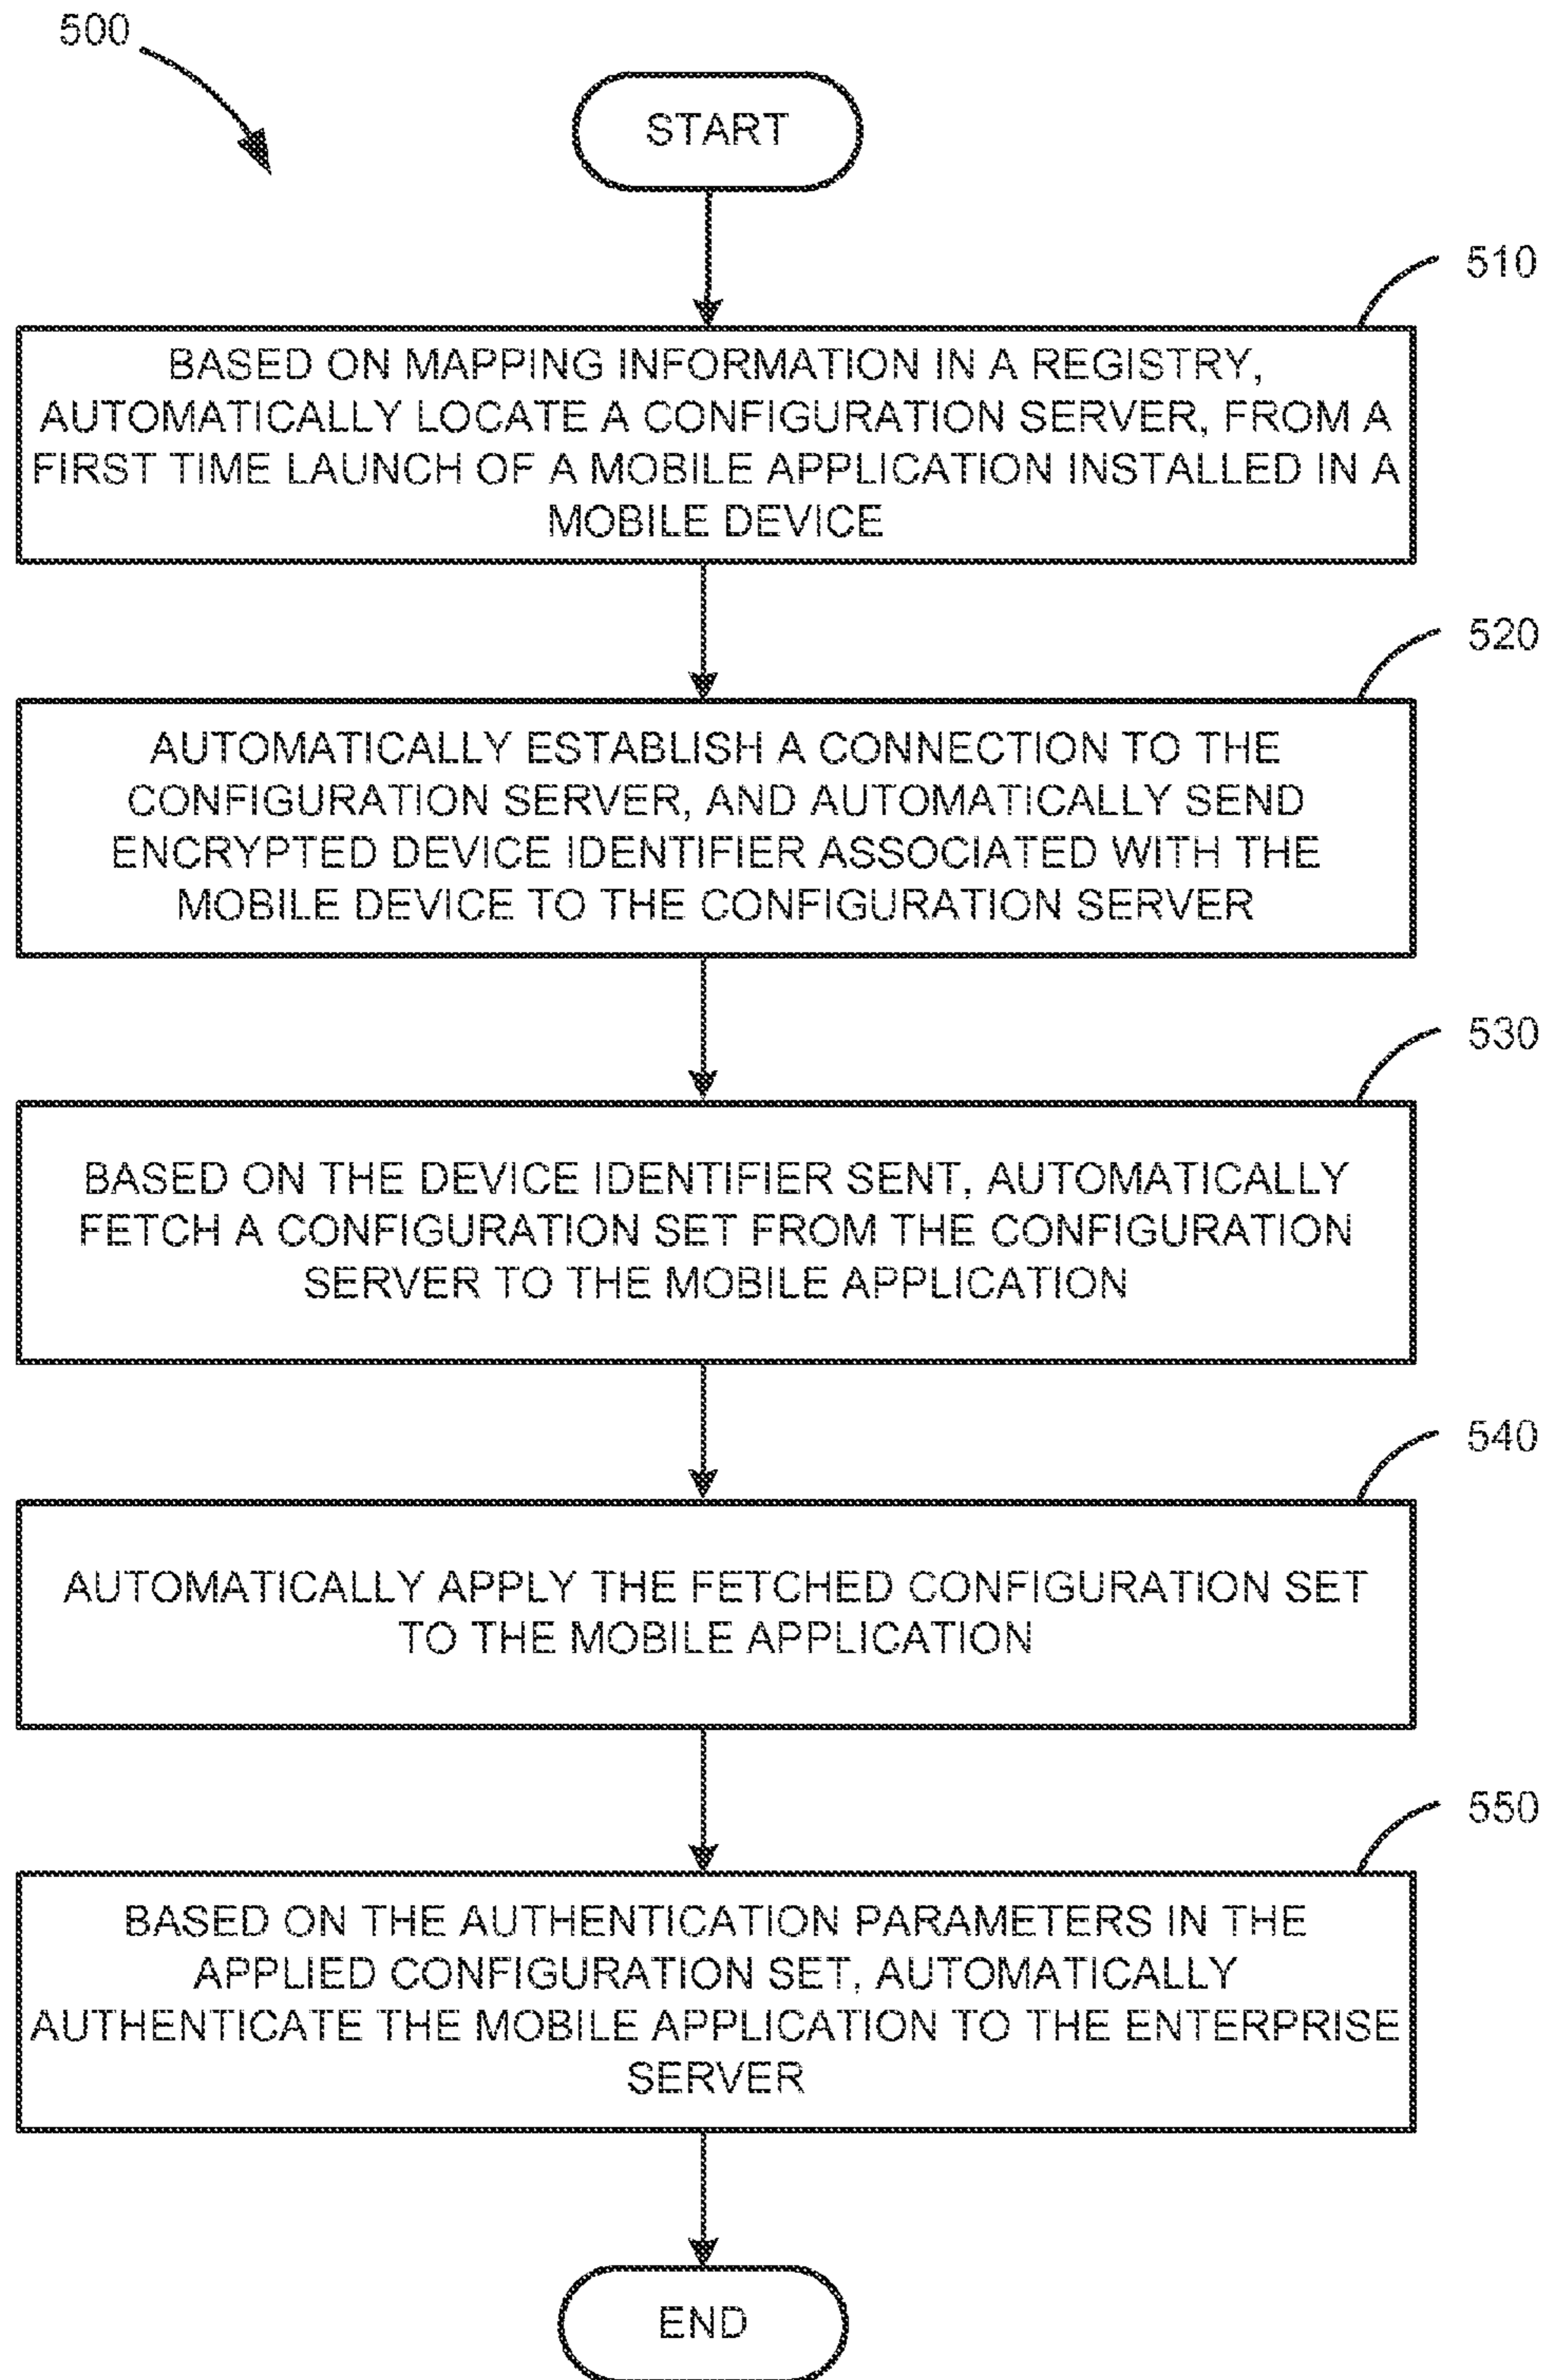 500
START
510
BASED ON MAPPING INFORMATION IN A REGISTRY,
AUTOMATICALLY LOCATE A CONFIGURATION SERVER, FROM A
FIRST TIME LAUNCH OF A MOBILE APPLICATION INSTALLED IN A
MOBILE DEVICE
520
AUTOMATICALLY ESTABLISH A CONNECTION TO THE
CONFIGURATION SERVER, AND AUTOMATICALLY SEND
ENCRYPTED DEVICE IDENTIFIER ASSOCIATED WITH THE
MOBILE DEVICE TO THE CONFIGURATION SERVER
530
BASED ON THE DEVICE IDENTIFIER SENT, AUTOMATICALLY
FETCH A CONFIGURATION SET FROM THE CONFIGURATION
SERVER TO THE MOBILE APPLICATION
540
AUTOMATICALLY APPLY THE FETCHED CONFIGURATION SET
TO THE MOBILE APPLICATION
550
BASED ON THE AUTHENTICATION PARAMETERS IN THE
APPLIED CONFIGURATION SET, AUTOMATICALLY
AUTHENTICATE THE MOBILE APPLICATION TO THE ENTERPRISE
SERVER
END